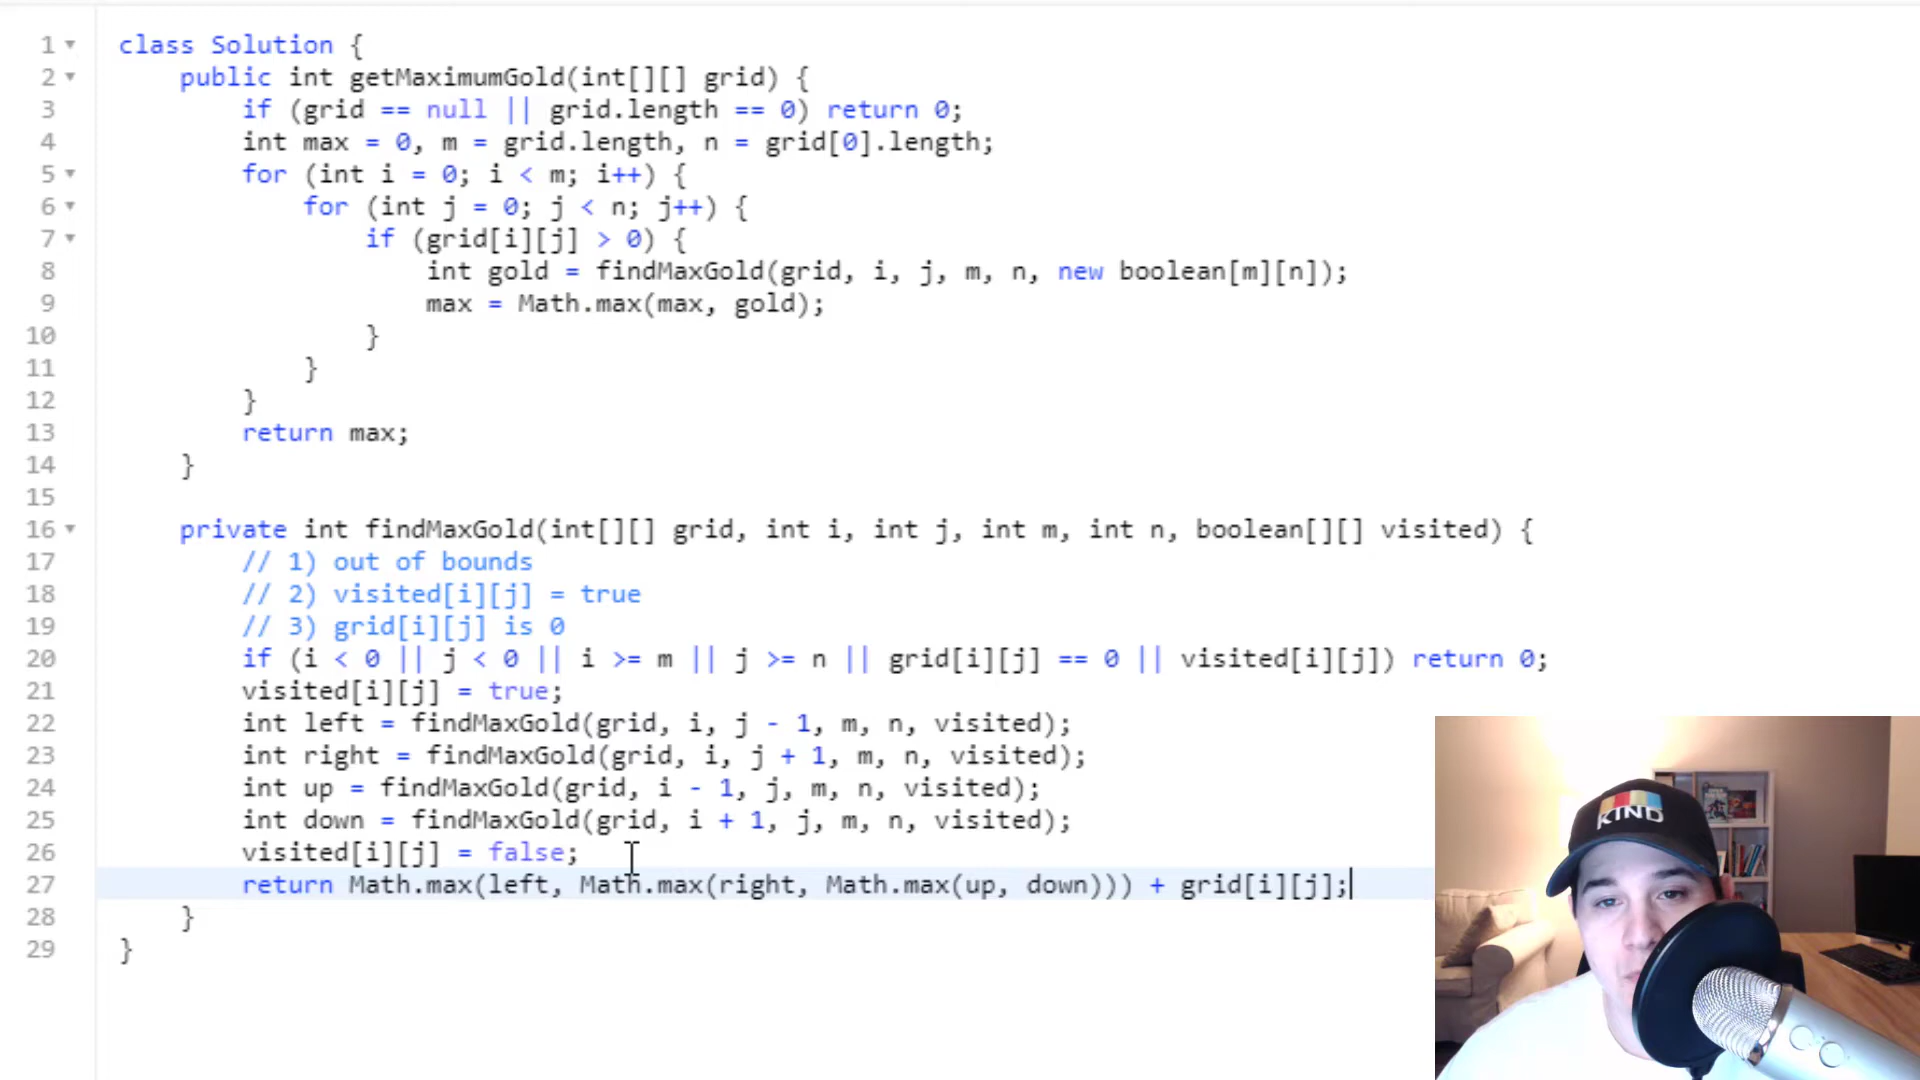 1 class Solution {
2 public int getMaximumGold(int[][] grid) {
3 if (grid == null || grid.length == 0) return 0;
4 int max = 0, m = grid.length, n = grid[0].length;
5 for (int i = 0; i < m; i++) {
6 for (int j = 0; j < n; j++) {
7 if (grid[i][j] > 0) {
8 int gold = findMaxGold(grid, i, j, m, n, new boolean[m][n]);
9 max = Math.max(max, gold);
10 }
11 }
12 }
13 return max;
14 }
15
16 private int findMaxGold(int[][] grid, int i, int j, int m, int n, boolean[][] visited) {
17 // 1) out of bounds
18 // 2) visited[i][j] = true
19 // 3) grid[i][j] is 0
20 if (i < 0 || j < 0 || i >= m || j >= n || grid[i][j] == 0 || visited[i][j]) return 0;
21 visited[i][j] = true;
22 int left = findMaxGold(grid, i, j - 1, m, n, visited);
23 int right = findMaxGold(grid, i, j + 1, m, n, visited);
24 int up = findMaxGold(grid, i - 1, j, m, n, visited);
25 int down = findMaxGold(grid, i + 1, j, m, n, visited);
26 visited[i][j] = false;
27 return Math.max(left, Math.max(right, Math.max(up, down))) + grid[i][j];
28 }
29 }
KIND